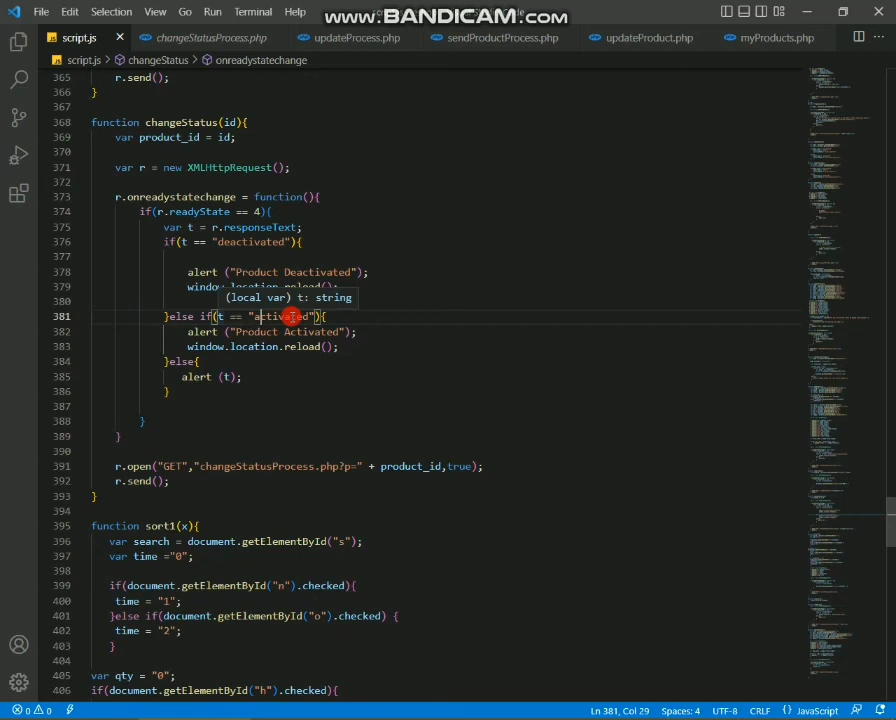 File Edit Selection View Go Run Terminal Help
www.BANDICAM.com
script.js
changeStatusProcess.php
updateProcess.php
sendProductProcess.php
updateProduct.php
myProducts.php
script.js > changeStatus > onreadystatechange
365 r.send();
366 }
367
368 function changeStatus(id){
369 var product_id = id;
370
371 var r = new XMLHttpRequest();
372
373 r.onreadystatechange = function(){
374 if(r.readyState == 4){
375 var t = r.responseText;
376 if(t == "deactivated"){
377
378 alert ("Product Deactivated");
379 window.location.reload();
(local var) t: string
380
381 }else if(t == "activated"){
382 alert ("Product Activated");
383 window.location.reload();
384 }else{
385 alert (t);
386 }
387
388 }
389 }
390
391 r.open("GET","changeStatusProcess.php?p=" + product_id,true);
392 r.send();
393 }
394
395 function sort1(x){
396 var search = document.getElementById("s");
397 var time ="0";
398
399 if(document.getElementById("n").checked){
400 time = "1";
401 }else if(document.getElementById("o").checked) {
402 time = "2";
403 }
404
405 var qty = "0";
406 if(document.getElementById("h").checked){
0 0 Ln 381, Col 29 Spaces: 4 UTF-8 CRLF {} JavaScript